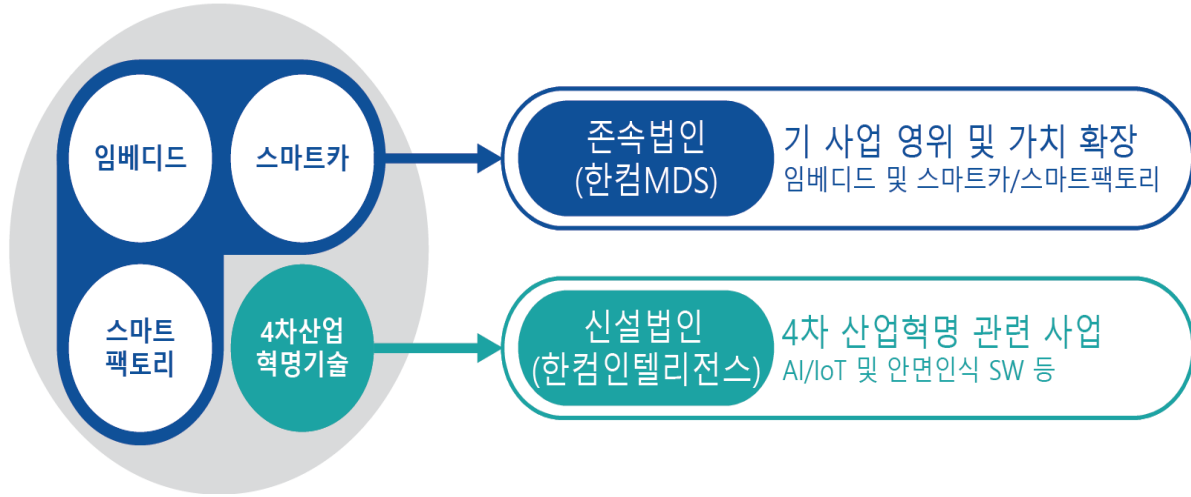 임베디드
스마트카
스마트
팩토리
4차산업
혁명기술
존속법인
(한컴MDS)
기 사업 영위 및 가치 확장
임베디드 및 스마트카/스마트팩토리
신설법인
(한컴인텔리전스)
4차 산업혁명 관련 사업
AI/IoT 및 안면인식 SW 등